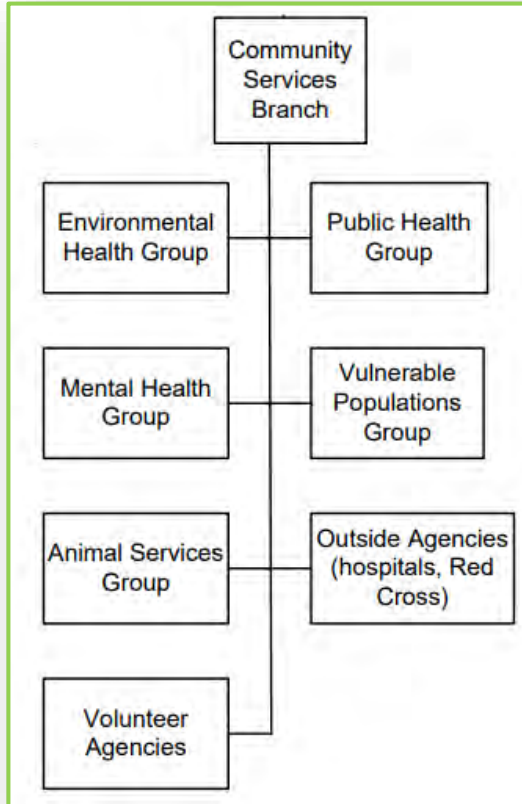 Community
Services
Branch
Environmental
Health Group
Public Health
Group
Mental Health
Group
Vulnerable
Populations
Group
Animal Services
Group
Outside Agencies
(hospitals, Red
Cross)
Volunteer
Agencies